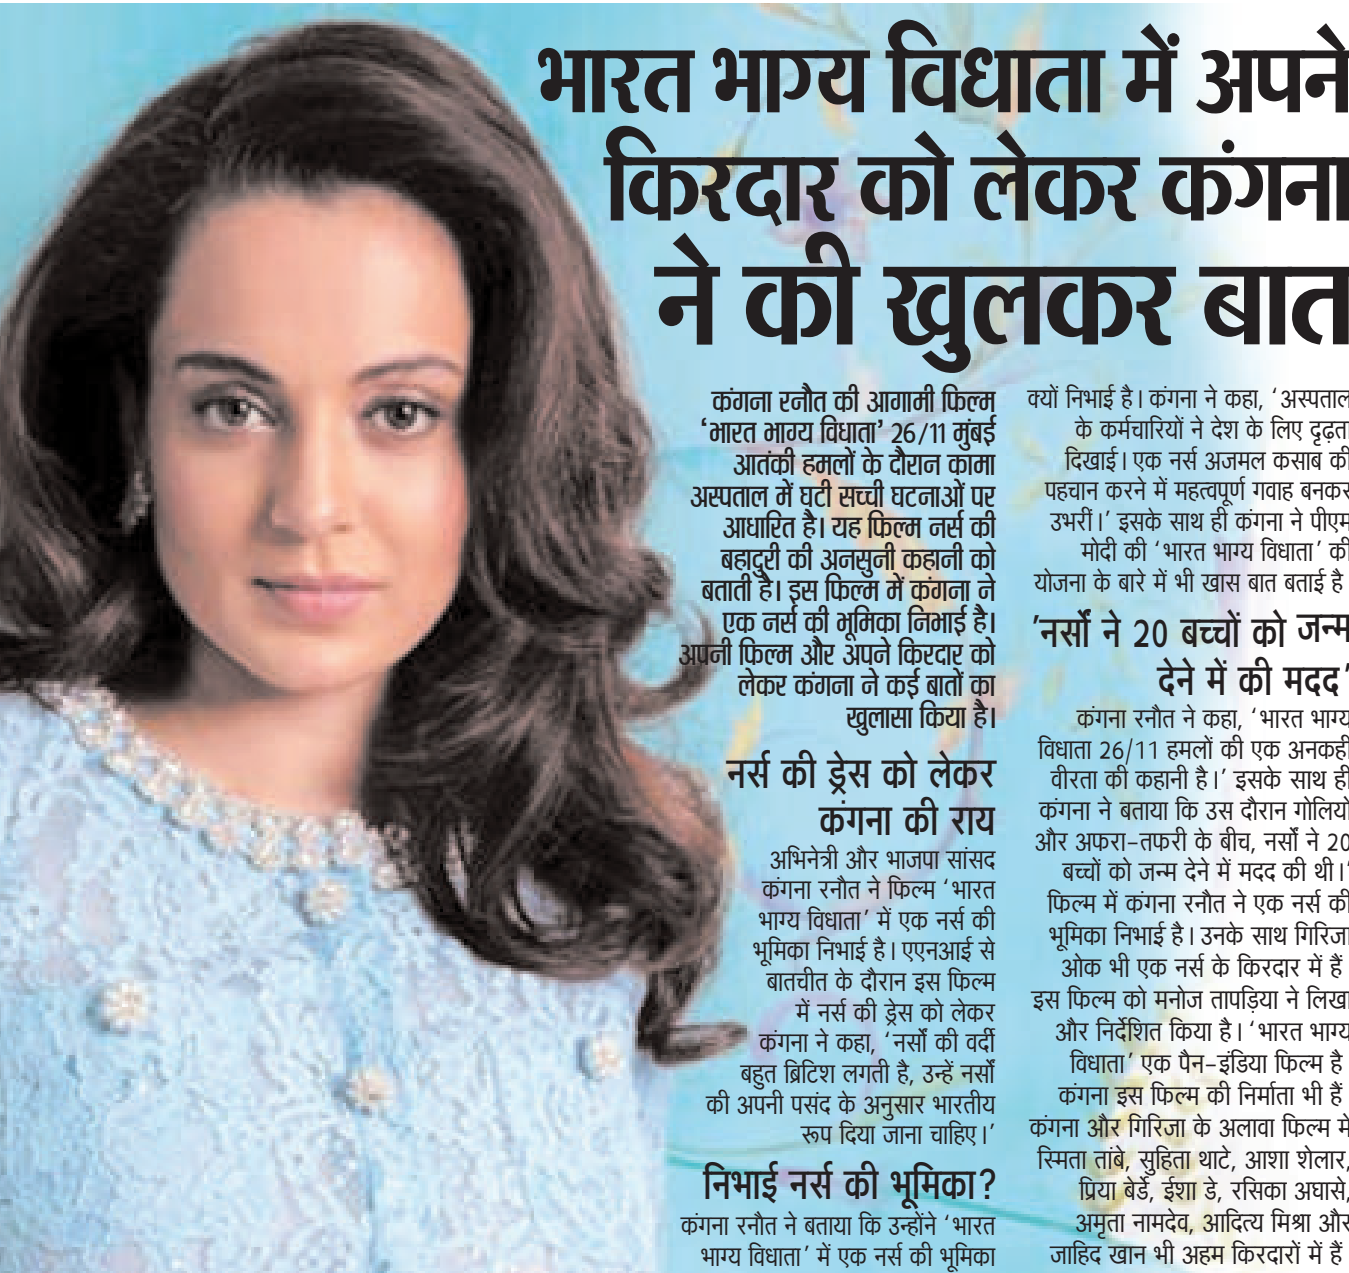 भारत भाग्य विधाता में अपने
किरदार को लेकर कंगना
ने की खुलकर बात
कंगना रनौत की आगामी फिल्म
‘भारत भाग्य विधाता’ 26/11 मुंबई
आतंकी हमलों के दौरान कामा
अस्पताल में घटी सच्ची घटनाओं पर
आधारित है। यह फिल्म नर्स की
बहादुरी की अनसुनी कहानी को
बताती है। इस फिल्म में कंगना ने
एक नर्स की भूमिका निभाई है।
अपनी फिल्म और अपने किरदार को
लेकर कंगना ने कई बातों का
खुलासा किया है।
नर्स की ड्रेस को लेकर
कंगना की राय
अभिनेत्री और भाजपा सांसद
कंगना रनौत ने फिल्म ‘भारत
भाग्य विधाता’ में एक नर्स की
भूमिका निभाई है। एएनआई से
बातचीत के दौरान इस फिल्म
में नर्स की ड्रेस को लेकर
कंगना ने कहा, ‘नर्सों की वर्दी
बहुत ब्रिटिश लगती है, उन्हें नर्सों
की अपनी पसंद के अनुसार भारतीय
रूप दिया जाना चाहिए।’
निभाई नर्स की भूमिका?
कंगना रनौत ने बताया कि उन्होंने ‘भारत
भाग्य विधाता’ में एक नर्स की भूमिका
क्यों निभाई है। कंगना ने कहा, ‘अस्पताल
के कर्मचारियों ने देश के लिए दृढ़ता
दिखाई। एक नर्स अजमल कसाब की
पहचान करने में महत्वपूर्ण गवाह बनकर
उभरीं।’ इसके साथ ही कंगना ने पीएम
मोदी की ‘भारत भाग्य विधाता’ की
योजना के बारे में भी खास बात बताई है
'नर्सों ने 20 बच्चों को जन्म
देने में की मदद'
कंगना रनौत ने कहा, ‘भारत भाग्य
विधाता 26/11 हमलों की एक अनकही
वीरता की कहानी है।’ इसके साथ ही
कंगना ने बताया कि उस दौरान गोलियों
और अफरा-तफरी के बीच, नर्सों ने 20
बच्चों को जन्म देने में मदद की थी।’
फिल्म में कंगना रनौत ने एक नर्स की
भूमिका निभाई है। उनके साथ गिरिजा
ओक भी एक नर्स के किरदार में हैं
इस फिल्म को मनोज तापड़िया ने लिखा
और निर्देशित किया है। ‘भारत भाग्य
विधाता’ एक पैन-इंडिया फिल्म है
कंगना इस फिल्म की निर्माता भी हैं
कंगना और गिरिजा के अलावा फिल्म में
स्मिता तांबे, सुहिता थाटे, आशा शेलार,
प्रिया बेर्डे, ईशा डे, रसिका अघासे,
अमृता नामदेव, आदित्य मिश्रा और
जाहिद खान भी अहम किरदारों में हैं